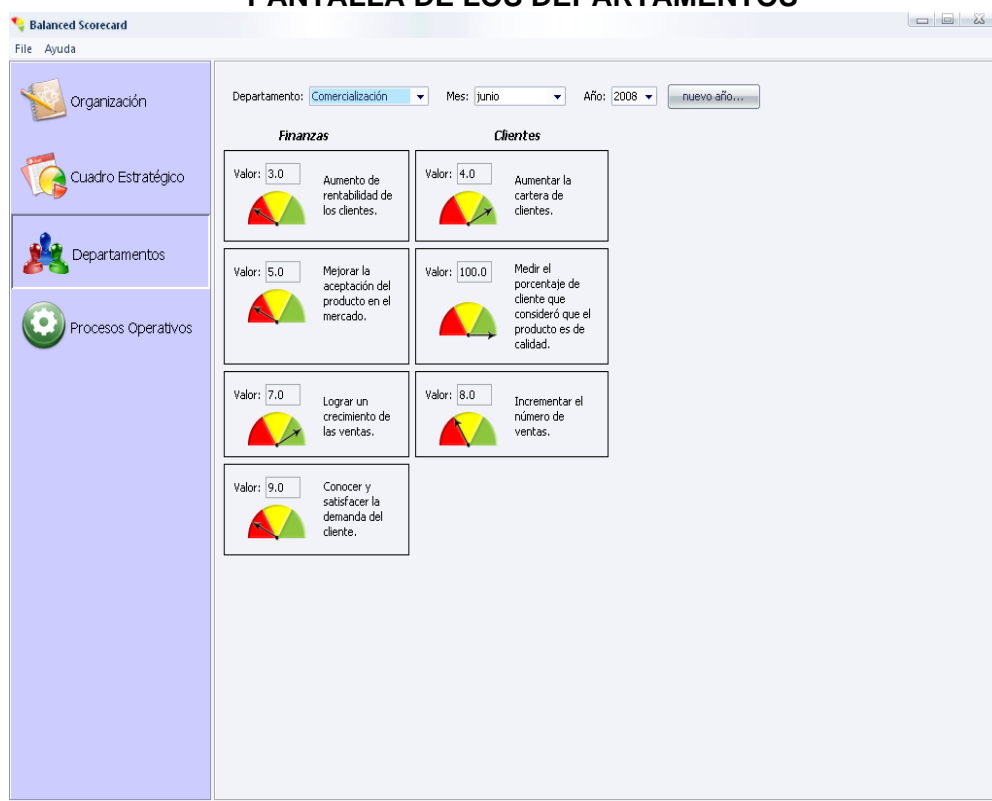 PANTALLA DE LOS DEPARTAMENTOS
Balanced Scorecard
File Ayuda
Organización
Cuadro Estratégico
Departamentos
Procesos Operativos
Departamento: Comercialización Mes: junio Año: 2008 nuevo año...
Finanzas
Valor: 3.0
Aumento de
rentabilidad de
los clientes.
Valor: 5.0
Mejorar la
aceptación del
producto en el
mercado.
Valor: 7.0
Lograr un
crecimiento de
las ventas.
Valor: 9.0
Conocer y
satisfacer la
demanda del
cliente.
Clientes
Valor: 4.0
Aumentar la
cartera de
clientes.
Valor: 100.0
Medir el
porcentaje de
cliente que
consideró que el
producto es de
calidad.
Valor: 8.0
Incrementar el
número de
ventas.